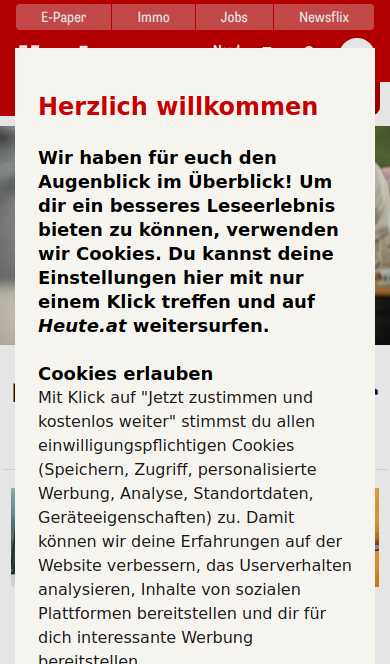 E-Paper
Immo
Jobs
Newsflix
Herzlich willkommen
Wir haben für euch den
Augenblick im Überblick! Um
dir ein besseres Leseerlebnis
bieten zu können, verwenden
wir Cookies. Du kannst deine
Einstellungen hier mit nur
einem Klick treffen und auf
Heute.at weitersurfen.
Cookies erlauben
Mit Klick auf "Jetzt zustimmen und
kostenlos weiter" stimmst du allen
einwilligungspflichtigen Cookies
(Speichern, Zugriff, personalisierte
Werbung, Analyse, Standortdaten,
Geräteeigenschaften) zu. Damit
können wir deine Erfahrungen auf der
Website verbessern, das Userverhalten
analysieren, Inhalte von sozialen
Plattformen bereitstellen und dir für
dich interessante Werbung
bereitstellen